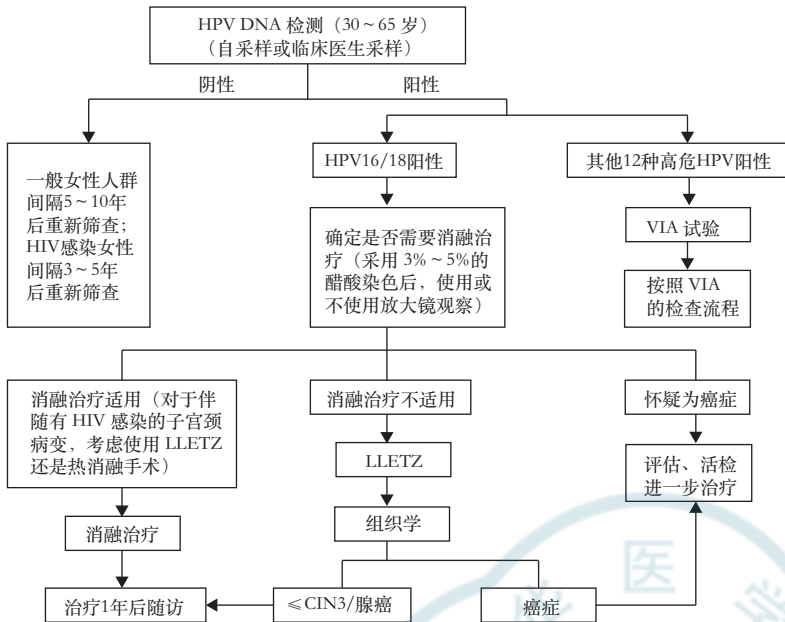 HPV DNA 检测（30～65 岁）
（自采样或临床医生采样）
阴性
阳性
一般女性人群
间隔5～10年
后重新筛查；
HIV感染女性
间隔3～5年
后重新筛查
HPV16/18阳性
其他12种高危HPV阳性
确定是否需要消融治
疗（采用 3%～5%的
醋酸染色后，使用或
不使用放大镜观察）
VIA 试验
按照 VIA
的检查流程
消融治疗适用（对于伴
随有 HIV 感染的子宫颈
病变，考虑使用 LLETZ
还是热消融手术）
消融治疗不适用
怀疑为癌症
LLETZ
评估、活检
进一步治疗
消融治疗
组织学
治疗1年后随访
≤CIN3/腺癌
癌症
华 医 学